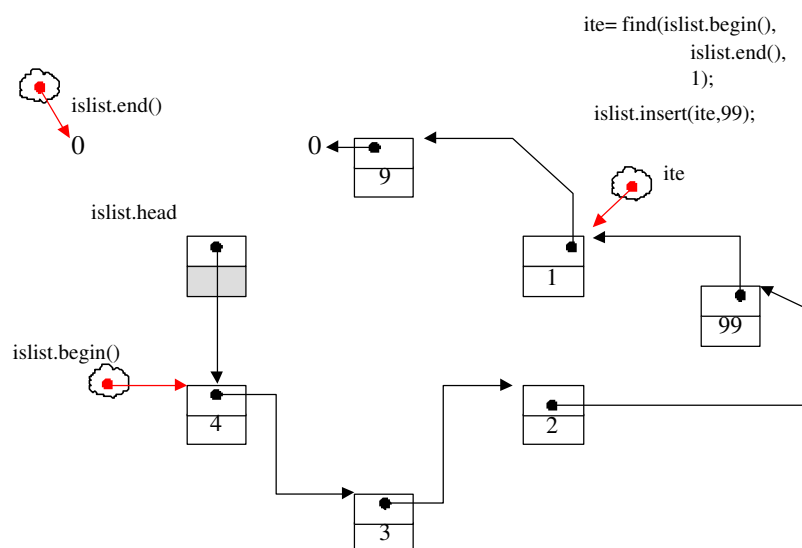 ite= find(islist.begin(),
islist.end(),
1);
islist.insert(ite,99);
islist.end()
0
0
9
ite
islist.head
1
99
islist.begin()
4
2
3